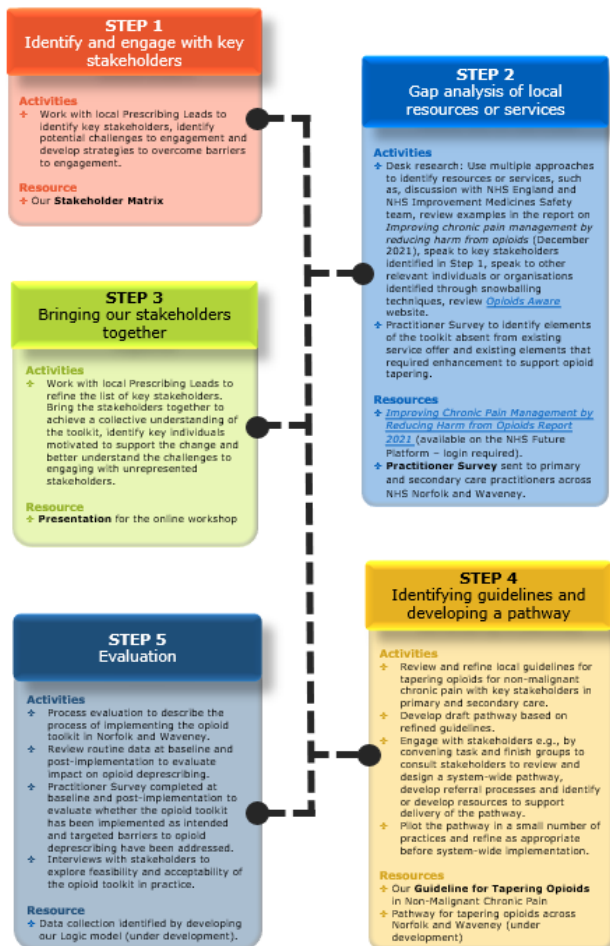 STEP 1
Identify and engage with key
stakeholders
Activities
Work with local Prescribing Leads to
identify key stakeholders, identify
potential challenges to engagement and
develop strategies to overcome barriers
to engagement.
Resource
Our Stakeholder Matrix
STEP 2
Gap analysis of local
resources or services
Activities
Desk research: Use multiple approaches
to identify resources or services, such
as, discussion with NHS England and
NHS Improvement Medicines Safety
team, review examples in the report on
Improving chronic pain management by
reducing harm from opioids (December
2021), speak to key stakeholders
identified in Step 1, speak to other
relevant individuals or organisations
identified through snowballing
techniques, review Opioids Aware
website.
Practitioner Survey to identify elements
of the toolkit absent from existing
service offer and existing elements that
required enhancement to support opioid
tapering.
Resources
Improving Chronic Pain Management by
Reducing Harm from Opioids Report
2021 (available on the NHS Future
Platform – login required).
Practitioner Survey sent to primary
and secondary care practitioners across
NHS Norfolk and Waveney.
STEP 3
Bringing our stakeholders
together
Activities
Work with local Prescribing Leads to
refine the list of key stakeholders.
Bring the stakeholders together to
achieve a collective understanding of
the toolkit, identify key individuals
motivated to support the change and
better understand the challenges to
engaging with unrepresented
stakeholders.
Resource
Presentation for the online workshop
STEP 4
Identifying guidelines and
developing a pathway
Activities
Review and refine local guidelines for
tapering opioids for non-malignant
chronic pain with key stakeholders in
primary and secondary care.
Develop draft pathway based on
refined guidelines.
Engage with stakeholders e.g., by
convening task and finish groups to
consult stakeholders to review and
design a system-wide pathway,
develop referral processes and identify
or develop resources to support
delivery of the pathway.
Pilot the pathway in a small number of
practices and refine as appropriate
before system-wide implementation.
Resources
Our Guideline for Tapering Opioids
in Non-Malignant Chronic Pain
Pathway for tapering opioids across
Norfolk and Waveney (under
development)
STEP 5
Evaluation
Activities
Process evaluation to describe the
process of implementing the opioid
toolkit in Norfolk and Waveney.
Review routine data at baseline and
post-implementation to evaluate
impact on opioid deprescribing.
Practitioner Survey completed at
baseline and post-implementation to
evaluate whether the opioid toolkit
has been implemented as intended
and targeted barriers to opioid
deprescribing have been addressed.
Interviews with stakeholders to
explore feasibility and acceptability of
the opioid toolkit in practice.
Resource
Data collection identified by developing
our Logic model (under development).